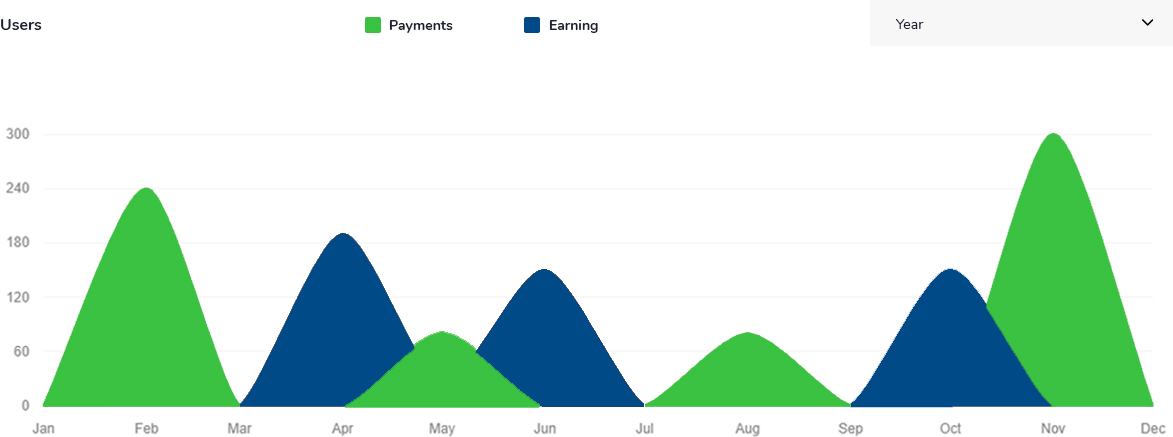 Users
Payments
Earning
Year
300
240
180
120
60
0
Jan Feb Mar Apr May Jun Jul Aug Sep Oct Nov Dec